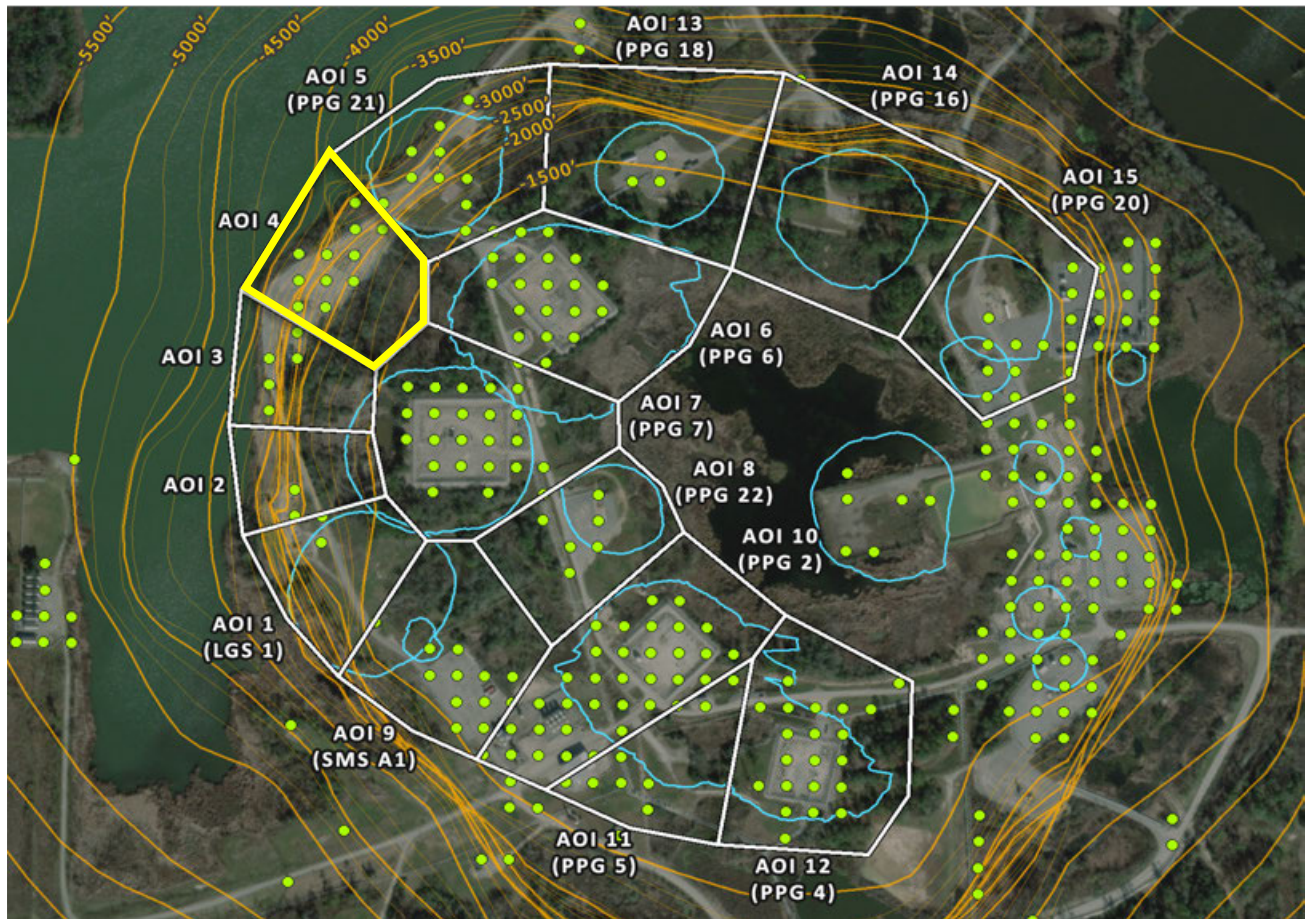 -5500'
-5000'
-4500'
-4000'
-3500'
-3000'
-2500'
-2000'
-1500'
AOI 13
(PPG 18)
AOI 14
(PPG 16)
AOI 5
(PPG 21)
AOI 15
(PPG 20)
AOI 4
AOI 6
(PPG 6)
AOI 3
AOI 7
(PPG 7)
AOI 8
(PPG 22)
AOI 2
AOI 10
(PPG 2)
AOI 1
(LGS 1)
AOI 9
(SMS A1)
AOI 11
(PPG 5)
AOI 12
(PPG 4)